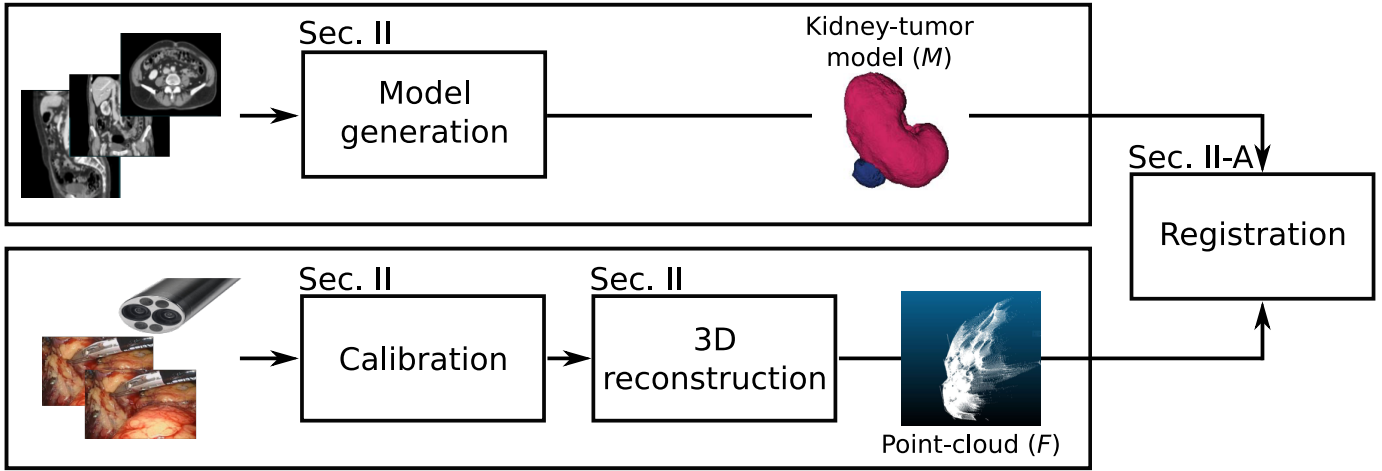 Sec. II
Model
generation
Kidney-tumor
model (M)
Sec. II-A
Registration
Sec. II
Calibration
Sec. II
3D
reconstruction
Point-cloud (F)